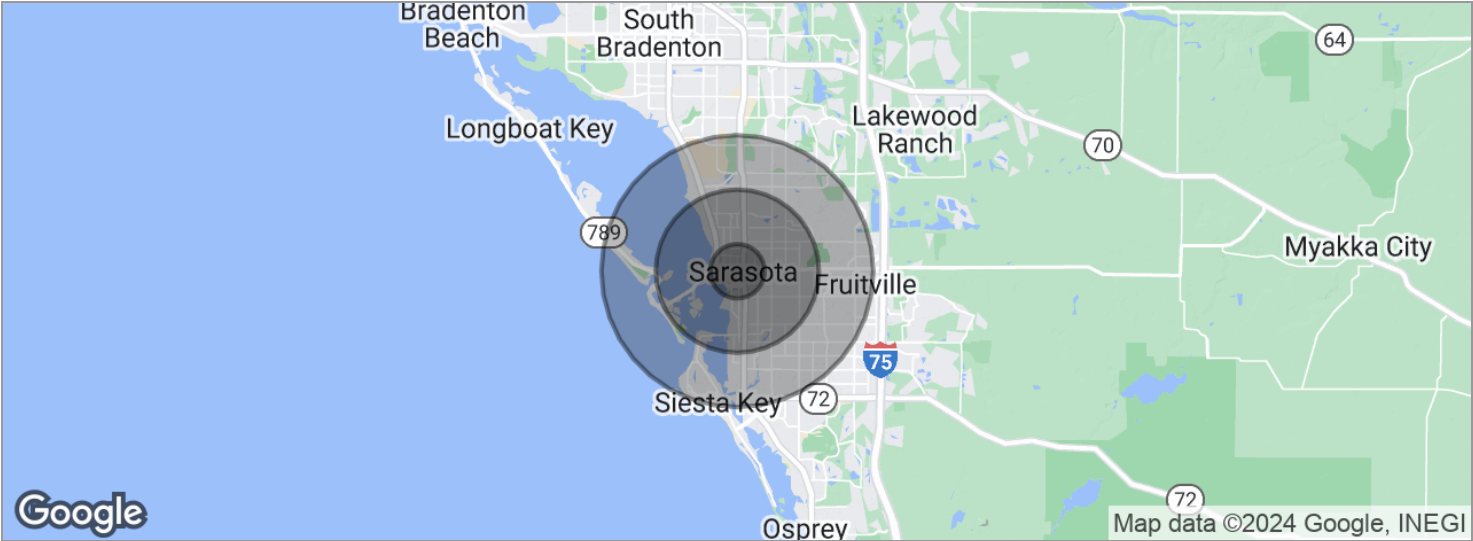 Bradenton
Beach
South
Bradenton
64
Longboat Key
Lakewood
Ranch
70
789
Myakka City
Sarasota
Fruitville
75
Siesta Key
72
72
Google
Osprey
Map data ©2024 Google, INEGI